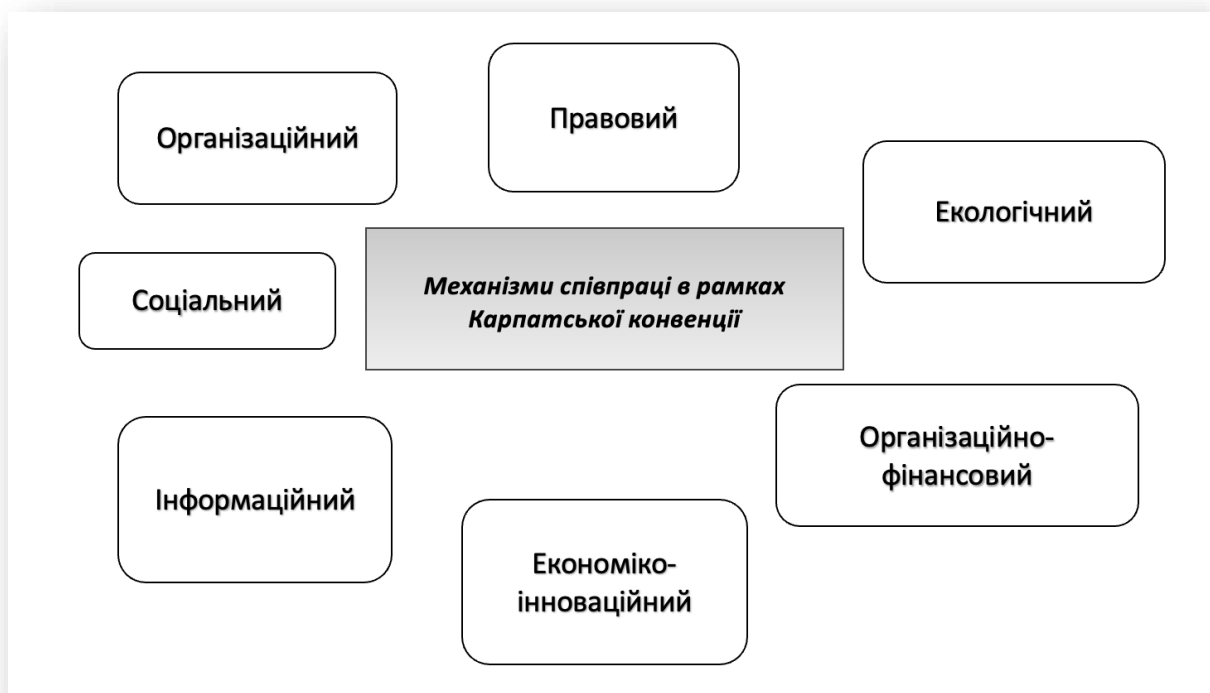 Організаційний
Правовий
Екологічний
Соціальний
Механізми співпраці в рамках
Карпатської конвенції
Організаційно-
фінансовий
Інформаційний
Економіко-
інноваційний